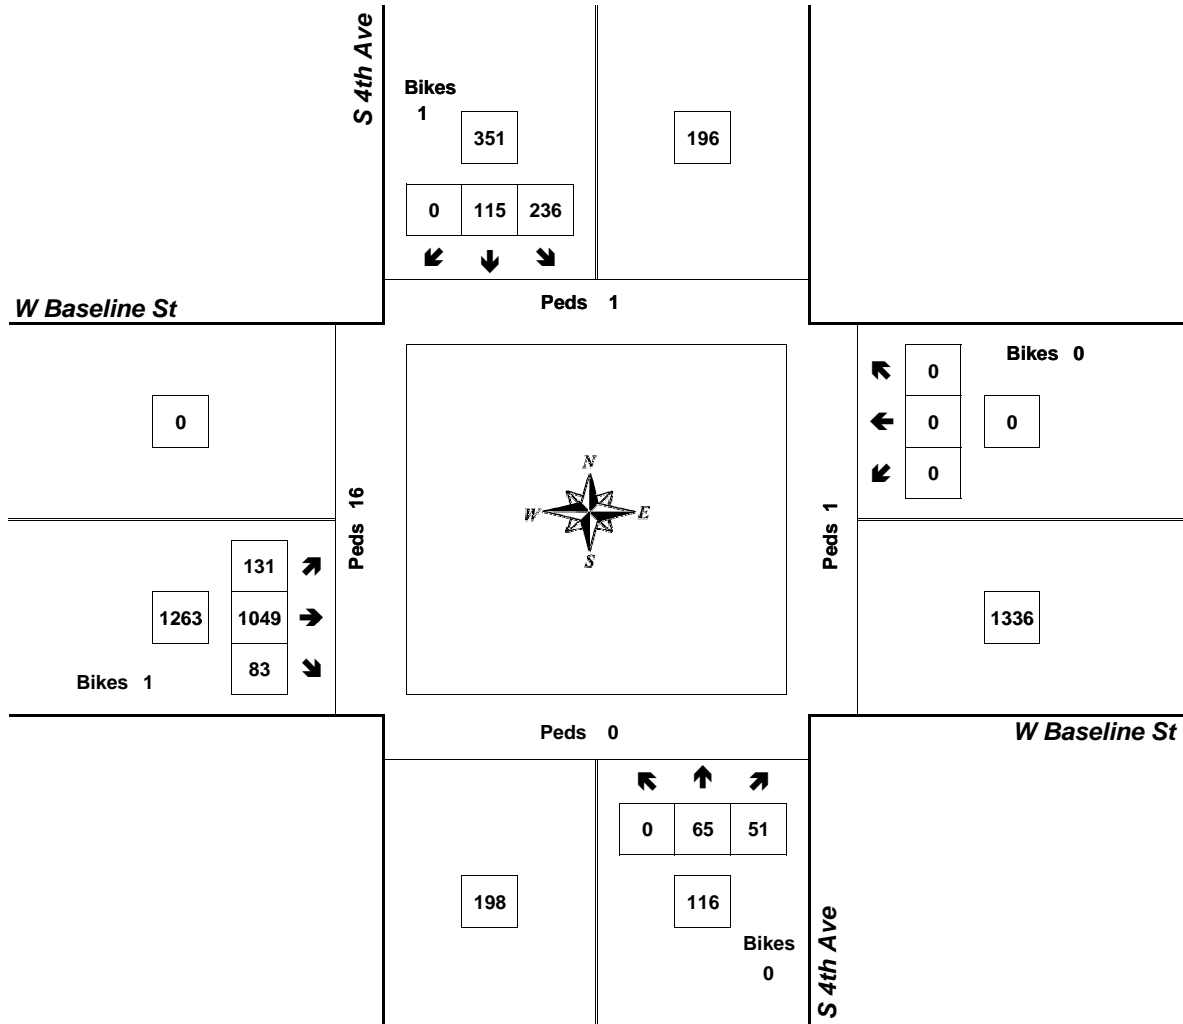 S 4th Ave
Bikes
1
351
196
0 115 236
Peds 1
W Baseline St
Bikes 0
0
0
0
0
0
N
W E
S
Peds 16
Peds 1
131
1263
1049
1336
83
Bikes 1
Peds 0
W Baseline St
0 65 51
198
116
Bikes
0
S 4th Ave